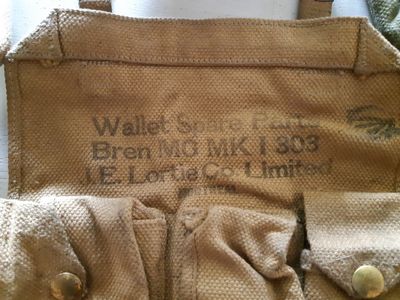 Wallet Spare Parts
Bren MG MK I 303
J.E. Lortie Co. Limited